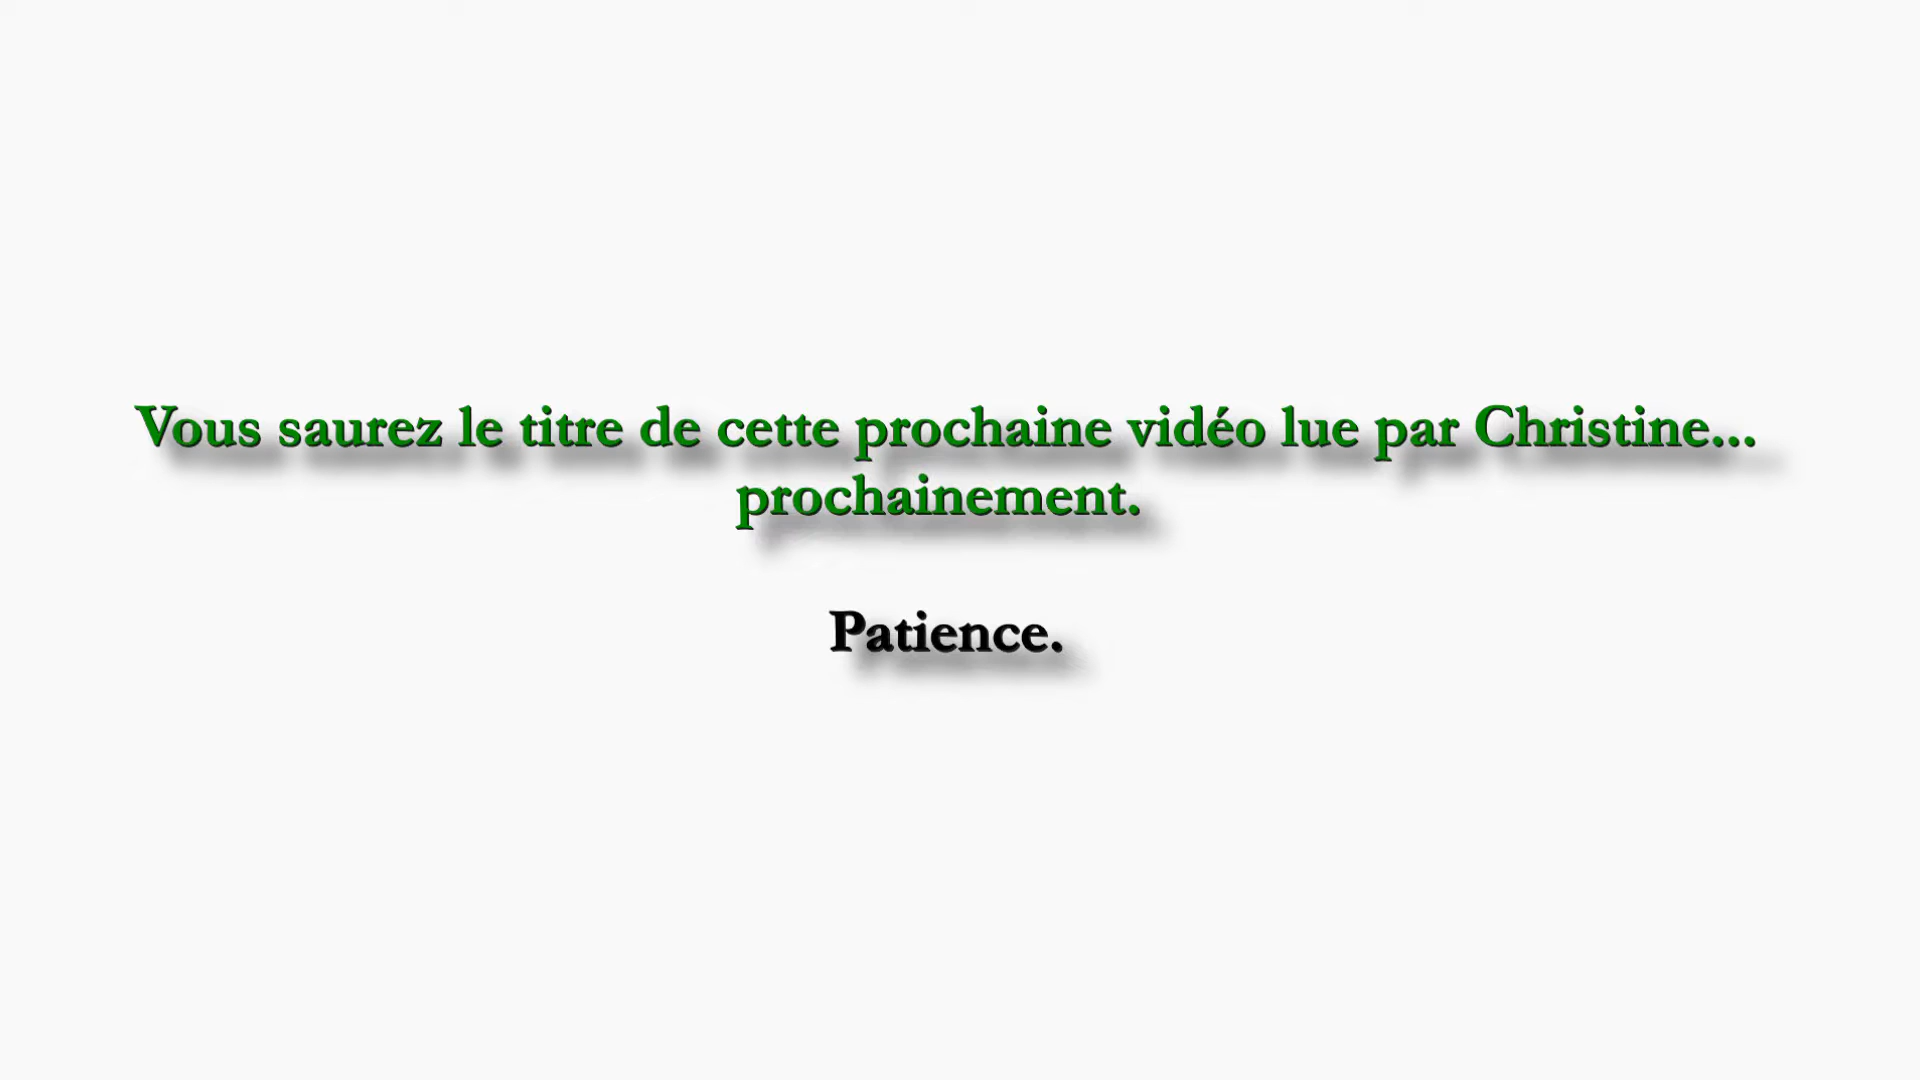 Vous saurez le titre de cette prochaine vidéo lue par Christine...
prochainement.
Patience.